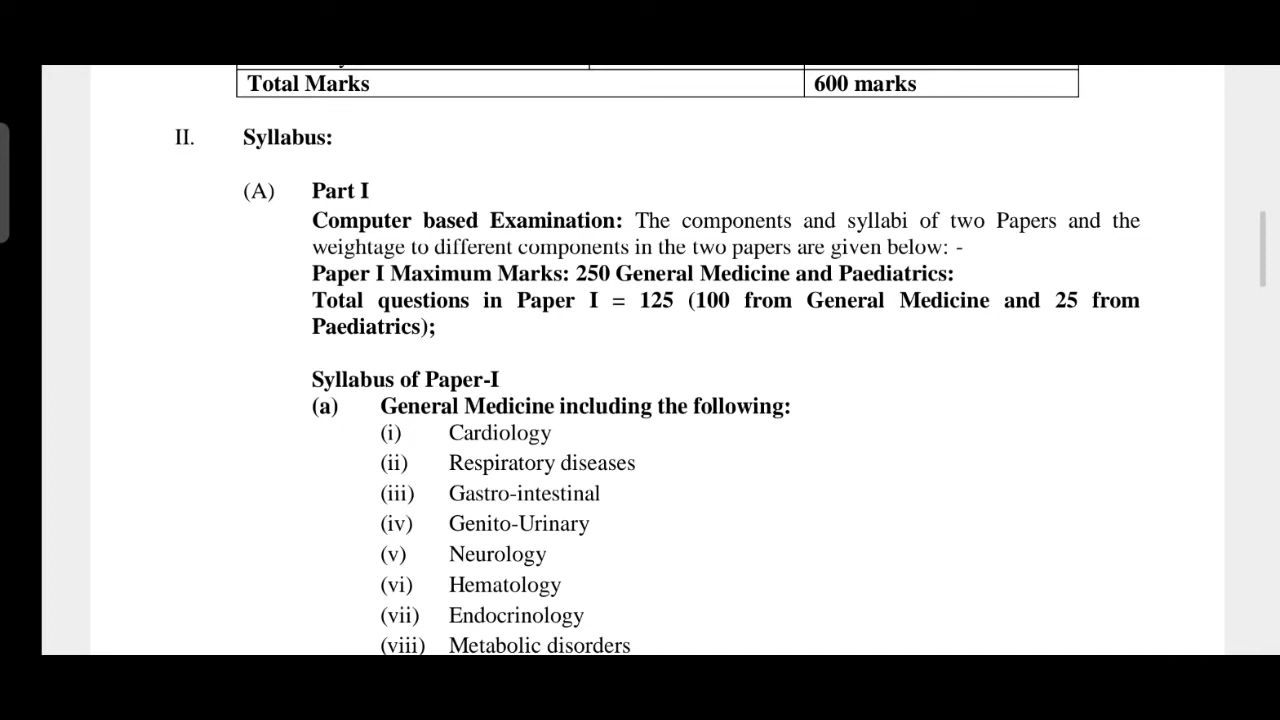 Total Marks 600 marks
II. Syllabus:
(A) Part I
Computer based Examination: The components and syllabi of two Papers and the
weightage to different components in the two papers are given below: -
Paper I Maximum Marks: 250 General Medicine and Paediatrics:
Total questions in Paper I = 125 (100 from General Medicine and 25 from
Paediatrics);
Syllabus of Paper-I
(a) General Medicine including the following:
(i) Cardiology
(ii) Respiratory diseases
(iii) Gastro-intestinal
(iv) Genito-Urinary
(v) Neurology
(vi) Hematology
(vii) Endocrinology
(viii) Metabolic disorders